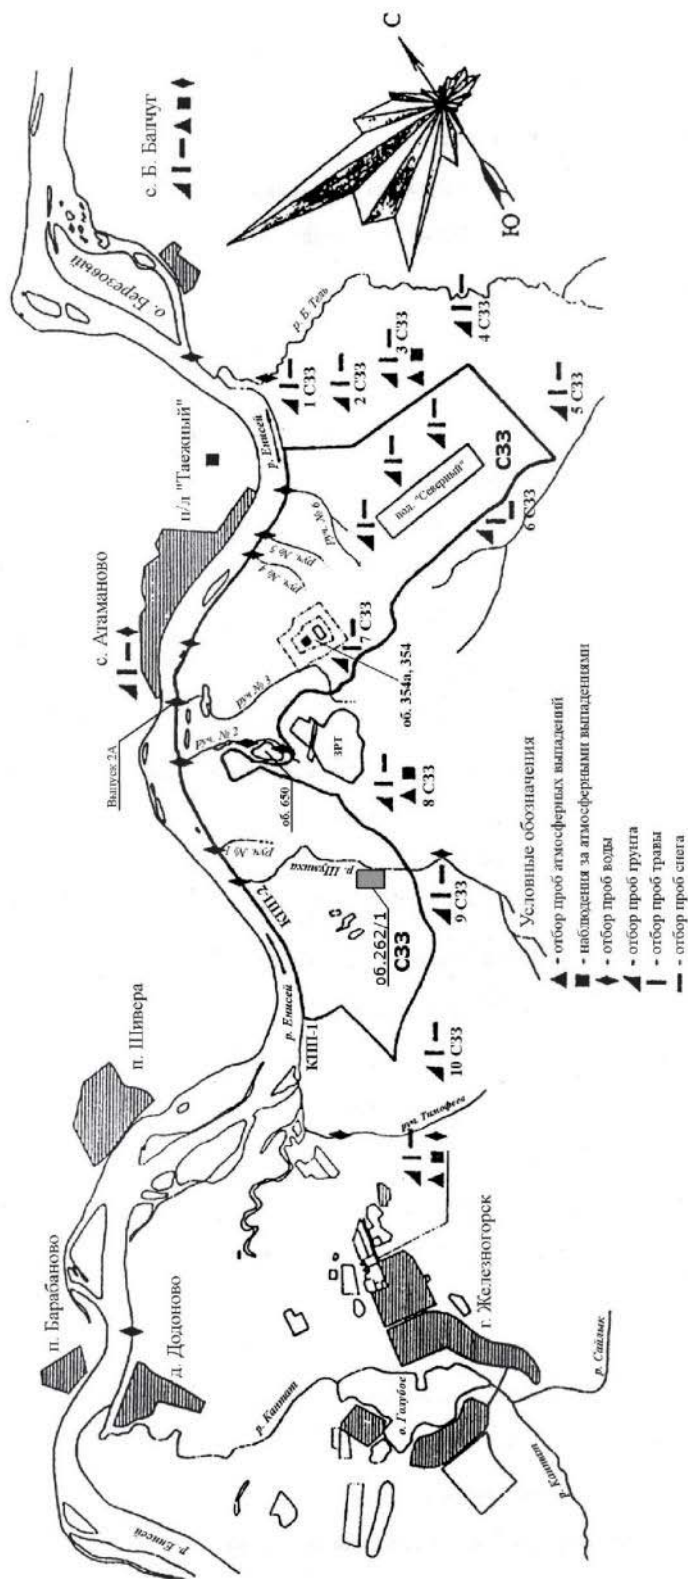 п. Барабаново
д. Додоново
р. Енисей
р. Кантат
о. Голубое
р. Кантат
р. Сайлык
г. Железногорск
п. Шивера
р. Енисей
КПП-1
руч. Тимофеева
10 СЗЗ
КПП-2
руч. № 1
р. Шумиха
об.262/1
СЗЗ
9 СЗЗ
Выпуск 2А
руч. № 2
об. 650
ЗРТ
8 СЗЗ
с. Атаманово
руч. № 3
об. 354а, 354
7 СЗЗ
руч. № 4
руч. № 5
руч. № 6
п/л "Таежный"
р. Енисей
пол. "Северный"
СЗЗ
6 СЗЗ
5 СЗЗ
1 СЗЗ
2 СЗЗ
3 СЗЗ
4 СЗЗ
р. Б. Тель
о. Березовый
с. Б. Балчуг
С
Ю
Условные обозначения
- отбор проб атмосферных выпадений
- наблюдения за атмосферными выпадениями
- отбор проб воды
- отбор проб грунта
- отбор проб травы
- отбор проб снега